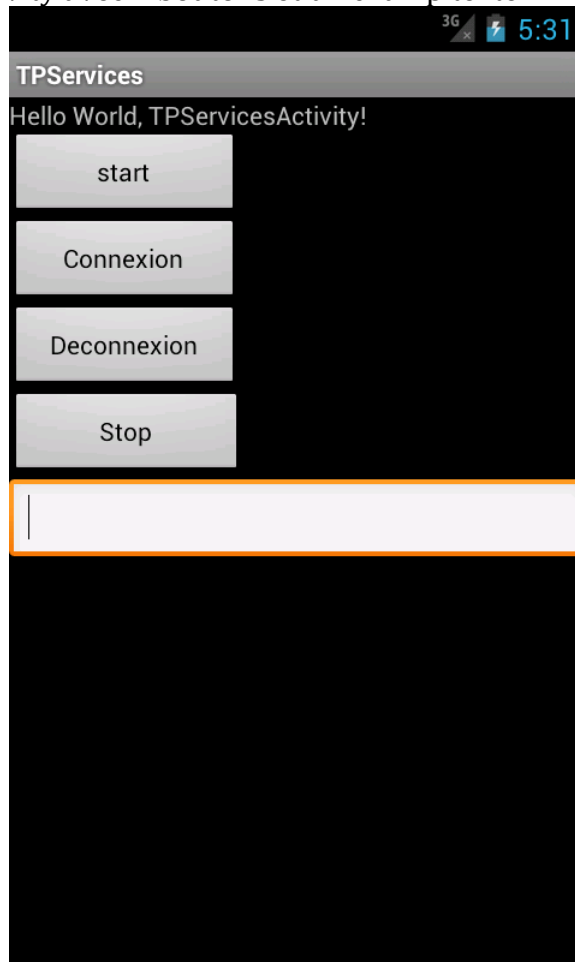 3G 5:31
TPServices
Hello World, TPServicesActivity!
start
Connexion
Deconnexion
Stop